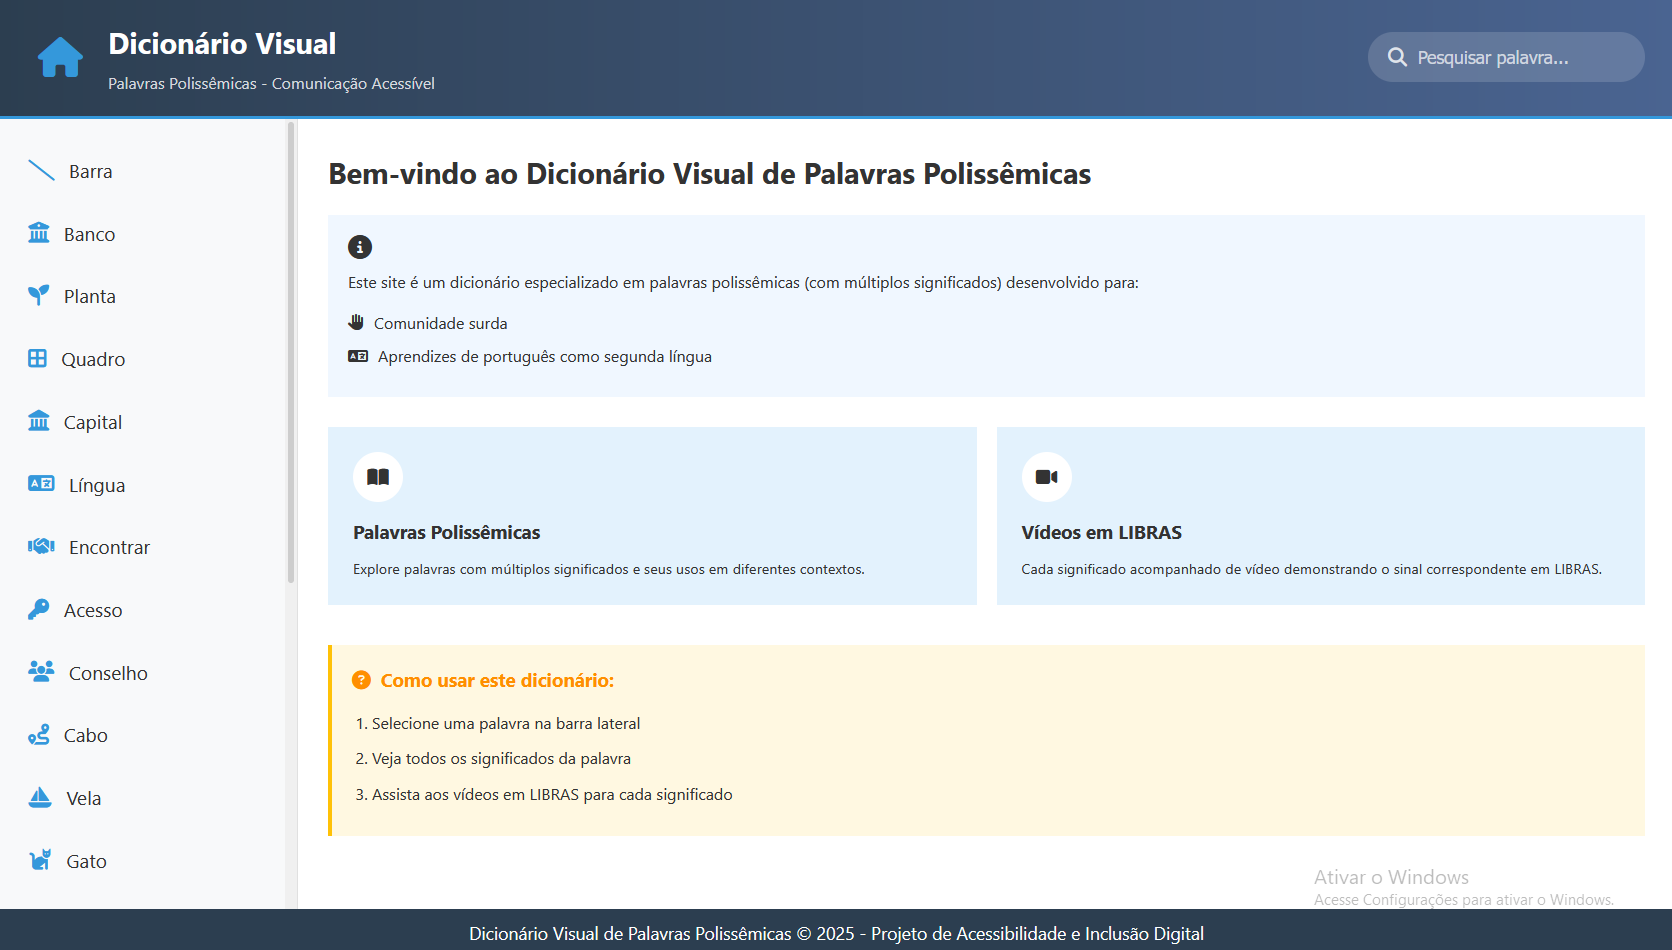 Dicionário Visual
Palavras Polissêmicas - Comunicação Acessível
Pesquisar palavra...
Barra
Banco
Planta
Quadro
Capital
Língua
Encontrar
Acesso
Conselho
Cabo
Vela
Gato
Bem-vindo ao Dicionário Visual de Palavras Polissêmicas
Este site é um dicionário especializado em palavras polissêmicas (com múltiplos significados) desenvolvido para:
Comunidade surda
Aprendizes de português como segunda língua
Palavras Polissêmicas
Explore palavras com múltiplos significados e seus usos em diferentes contextos.
Vídeos em LIBRAS
Cada significado acompanhado de vídeo demonstrando o sinal correspondente em LIBRAS.
Como usar este dicionário:
1. Selecione uma palavra na barra lateral
2. Veja todos os significados da palavra
3. Assista aos vídeos em LIBRAS para cada significado
Ativar o Windows
Acesse Configurações para ativar o Windows.
Dicionário Visual de Palavras Polissêmicas © 2025 - Projeto de Acessibilidade e Inclusão Digital